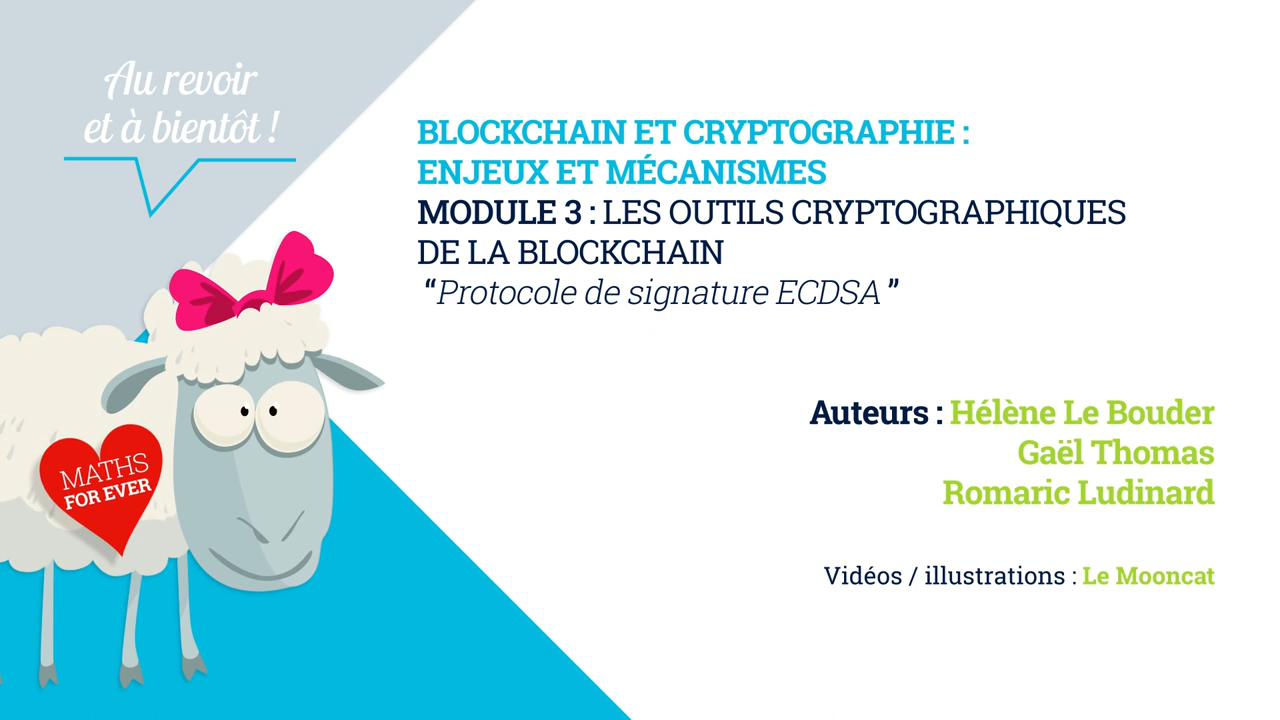 Au revoir
et à bientôt !
BLOCKCHAIN ET CRYPTOGRAPHIE :
ENJEUX ET MÉCANISMES
MODULE 3 : LES OUTILS CRYPTOGRAPHIQUES
DE LA BLOCKCHAIN
“Protocole de signature ECDSA ”
MATHS
FOR EVER
Auteurs : Hélène Le Bouder
Gaël Thomas
Romaric Ludinard
Vidéos / illustrations : Le Mooncat